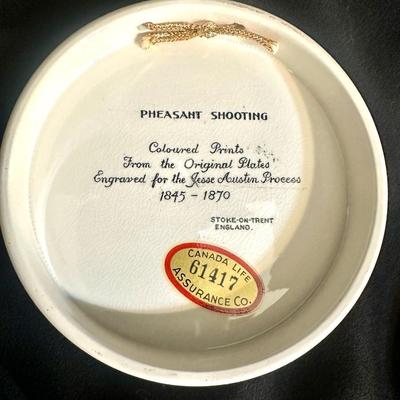 PHEASANT SHOOTING
Coloured Prints
From the Original Plates
Engraved for the Jesse Austin Process
1845 - 1870
STOKE-ON-TRENT
ENGLAND.
CANADA LIFE
61417
ASSURANCE CO.